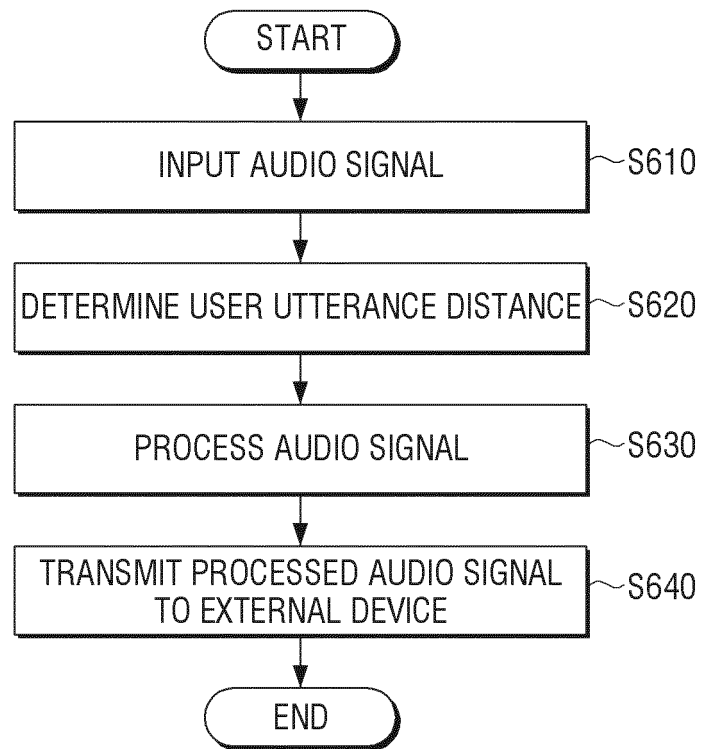 START
INPUT AUDIO SIGNAL
S610
DETERMINE USER UTTERANCE DISTANCE
S620
PROCESS AUDIO SIGNAL
S630
TRANSMIT PROCESSED AUDIO SIGNAL
TO EXTERNAL DEVICE
S640
END